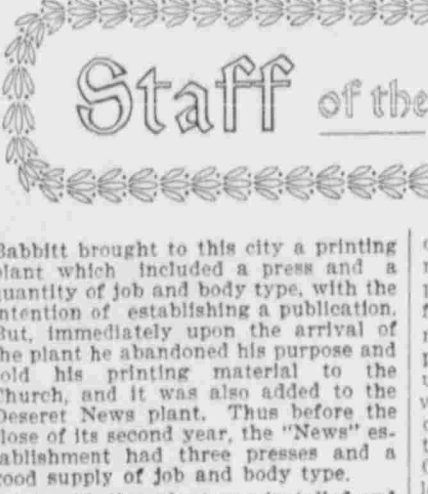 Staff of the
Babbitt brought to this city a printing
plant which included a press and a
quantity of job and body type, with the
intention of establishing a publication.
But, immediately upon the arrival of
the plant he abandoned his purpose and
sold his printing material to the
Church, and it was also added to the
Deseret News plant. Thus before the
close of its second year, the "News" es-
tablishment had three presses and a
good supply of job and body type.